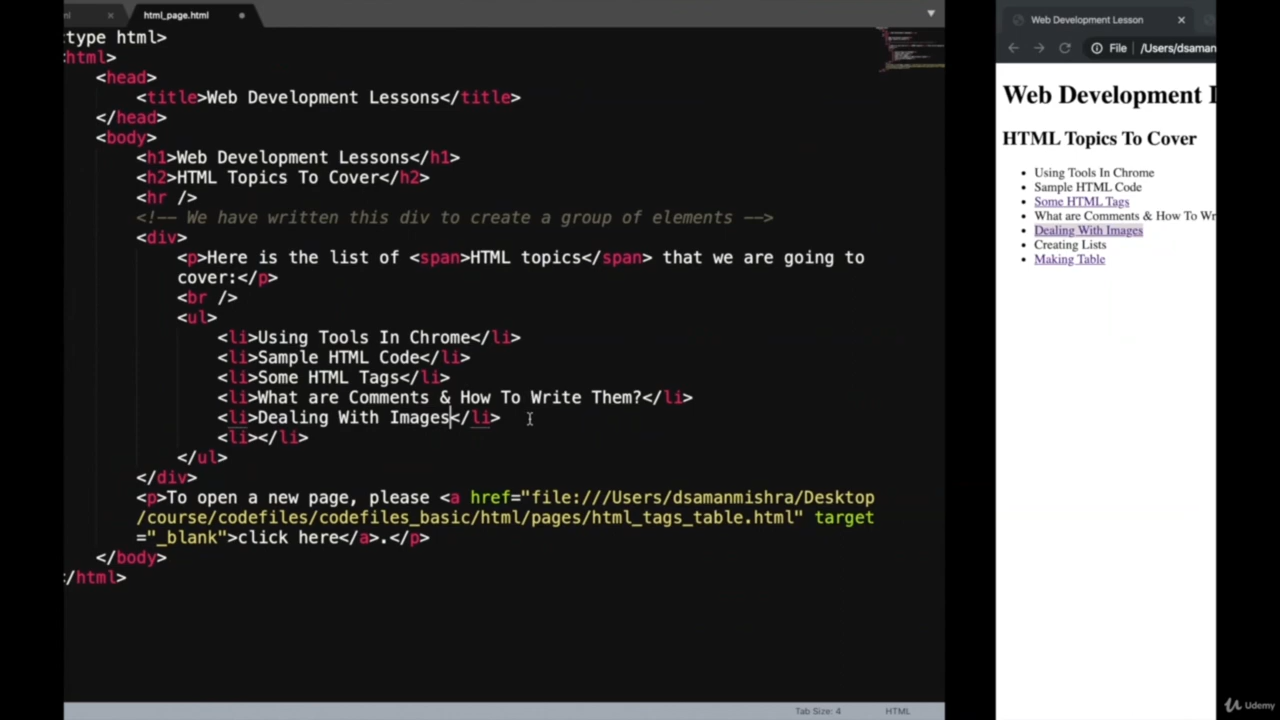 ml
html_page.html
type html>
html>
<head>
<title>Web Development Lessons</title>
</head>
<body>
<h1>Web Development Lessons</h1>
<h2>HTML Topics To Cover</h2>
<hr />
<!-- We have written this div to create a group of elements -->
<div>
<p>Here is the list of <span>HTML topics</span> that we are going to
cover:</p>
<br />
<ul>
<li>Using Tools In Chrome</li>
<li>Sample HTML Code</li>
<li>Some HTML Tags</li>
<li>What are Comments & How To Write Them?</li>
<li>Dealing With Images</li>
<li></li>
</ul>
</div>
<p>To open a new page, please <a href="file:///Users/dsamanmishra/Desktop
/course/codefiles/codefiles_basic/html/pages/html_tags_table.html" target
="_blank">click here</a>.</p>
</body>
/html>
Tab Size: 4
HTML
Web Development Lesson
File
/Users/dsaman
Web Development
HTML Topics To Cover
• Using Tools In Chrome
• Sample HTML Code
• Some HTML Tags
• What are Comments & How To Wr
• Dealing With Images
• Creating Lists
• Making Table
Udemy